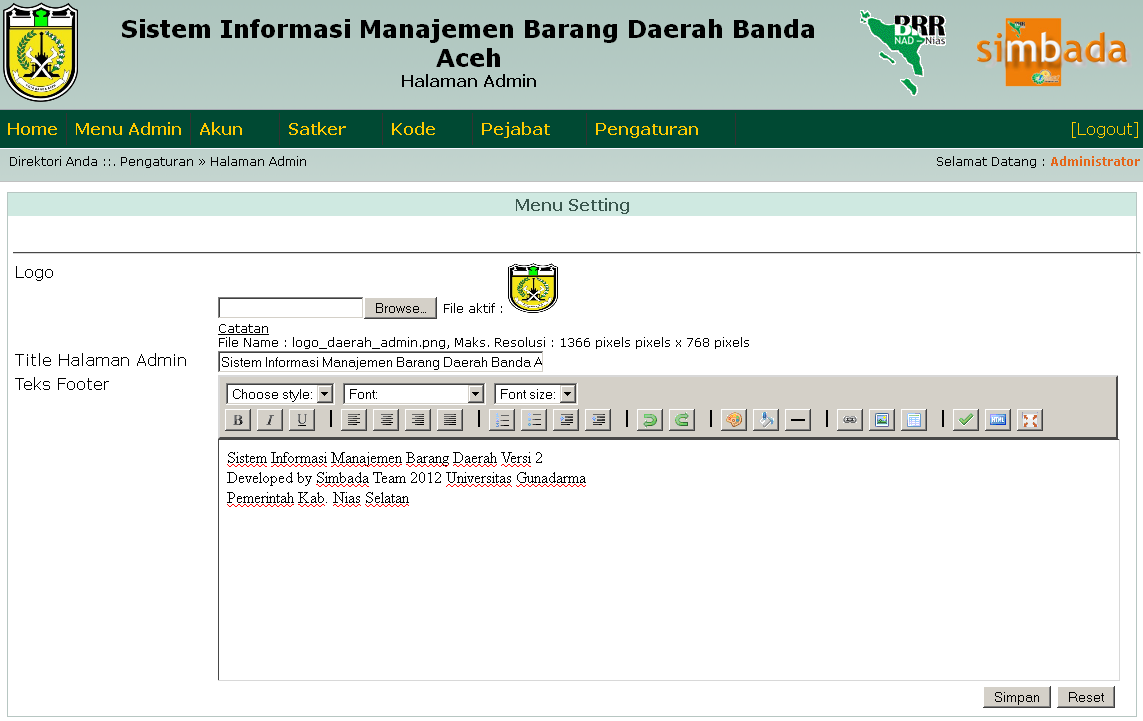 Sistem Informasi Manajemen Barang Daerah Banda
Aceh
Halaman Admin
BRR
NAD - Nias
simbada
Home Menu Admin Akun Satker Kode Pejabat Pengaturan [Logout]
Direktori Anda ::. Pengaturan » Halaman Admin Selamat Datang : Administrator
Menu Setting
Logo
Browse... File aktif :
Catatan
File Name : logo_daerah_admin.png, Maks. Resolusi : 1366 pixels pixels x 768 pixels
Title Halaman Admin Sistem Informasi Manajemen Barang Daerah Banda A
Teks Footer
Choose style: Font: Font size:
B I U
HTML
Sistem Informasi Manajemen Barang Daerah Versi 2
Developed by Simbada Team 2012 Universitas Gunadarma
Pemerintah Kab. Nias Selatan
Simpan Reset